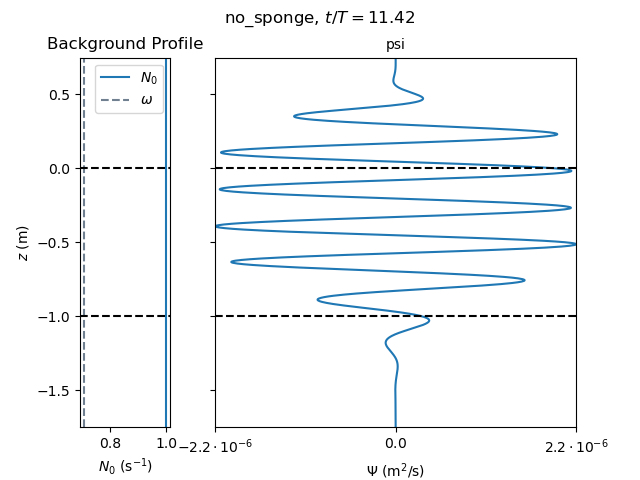 no_sponge, t/T = 11.42
Background Profile
psi
N₀
ω
0.5
0.0
−0.5
−1.0
−1.5
z (m)
0.8
1.0
−2.2 · 10⁻⁶
0.0
2.2 · 10⁻⁶
N₀ (s⁻¹)
Ψ (m²/s)